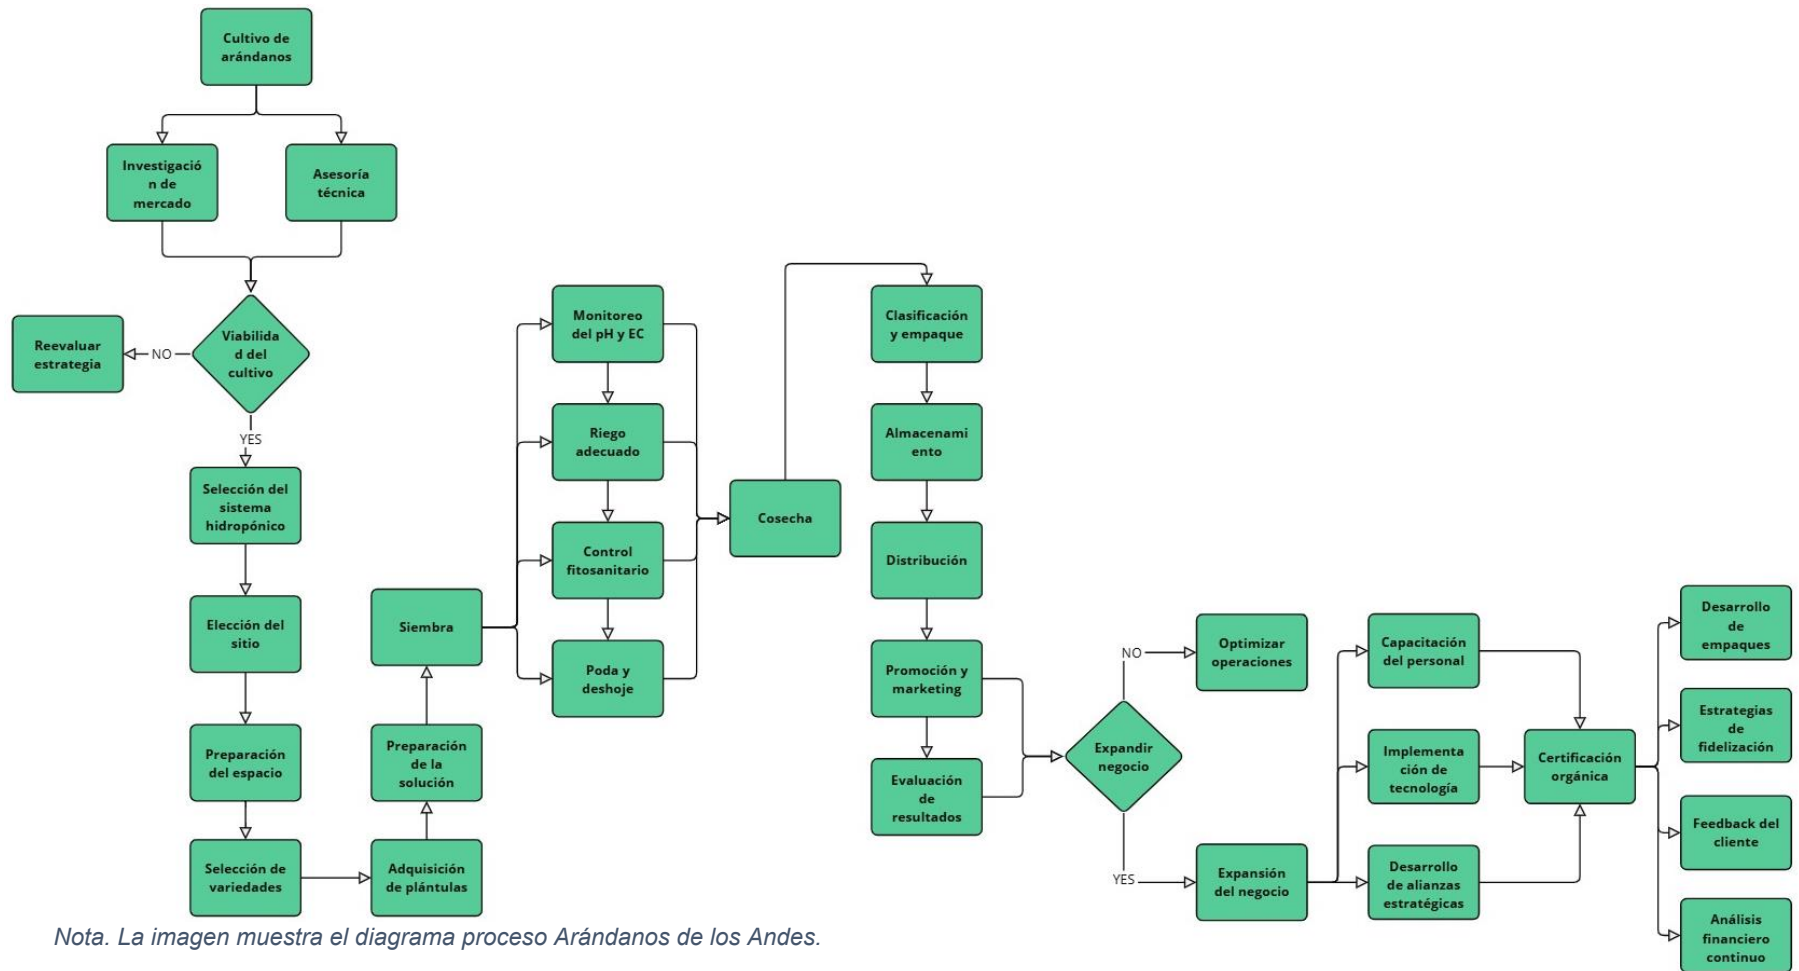 Cultivo de
arándanos
Investigació
n de
mercado
Asesoría
técnica
Viabilida
d del
cultivo
NO
Reevaluar
estrategia
YES
Selección del
sistema
hidropónico
Elección del
sitio
Preparación
del espacio
Selección de
variedades
Adquisición
de plántulas
Preparación
de la
solución
Siembra
Monitoreo
del pH y EC
Riego
adecuado
Control
fitosanitario
Poda y
deshoje
Cosecha
Clasificación
y empaque
Almacenami
ento
Distribución
Promoción y
marketing
Evaluación
de
resultados
Expandir
negocio
NO
Optimizar
operaciones
YES
Expansión
del negocio
Capacitación
del personal
Implementa
ción de
tecnología
Desarrollo
de alianzas
estratégicas
Certificación
orgánica
Desarrollo
de
empaques
Estrategias
de
fidelización
Feedback del
cliente
Análisis
financiero
continuo
Nota. La imagen muestra el diagrama proceso Arándanos de los Andes.